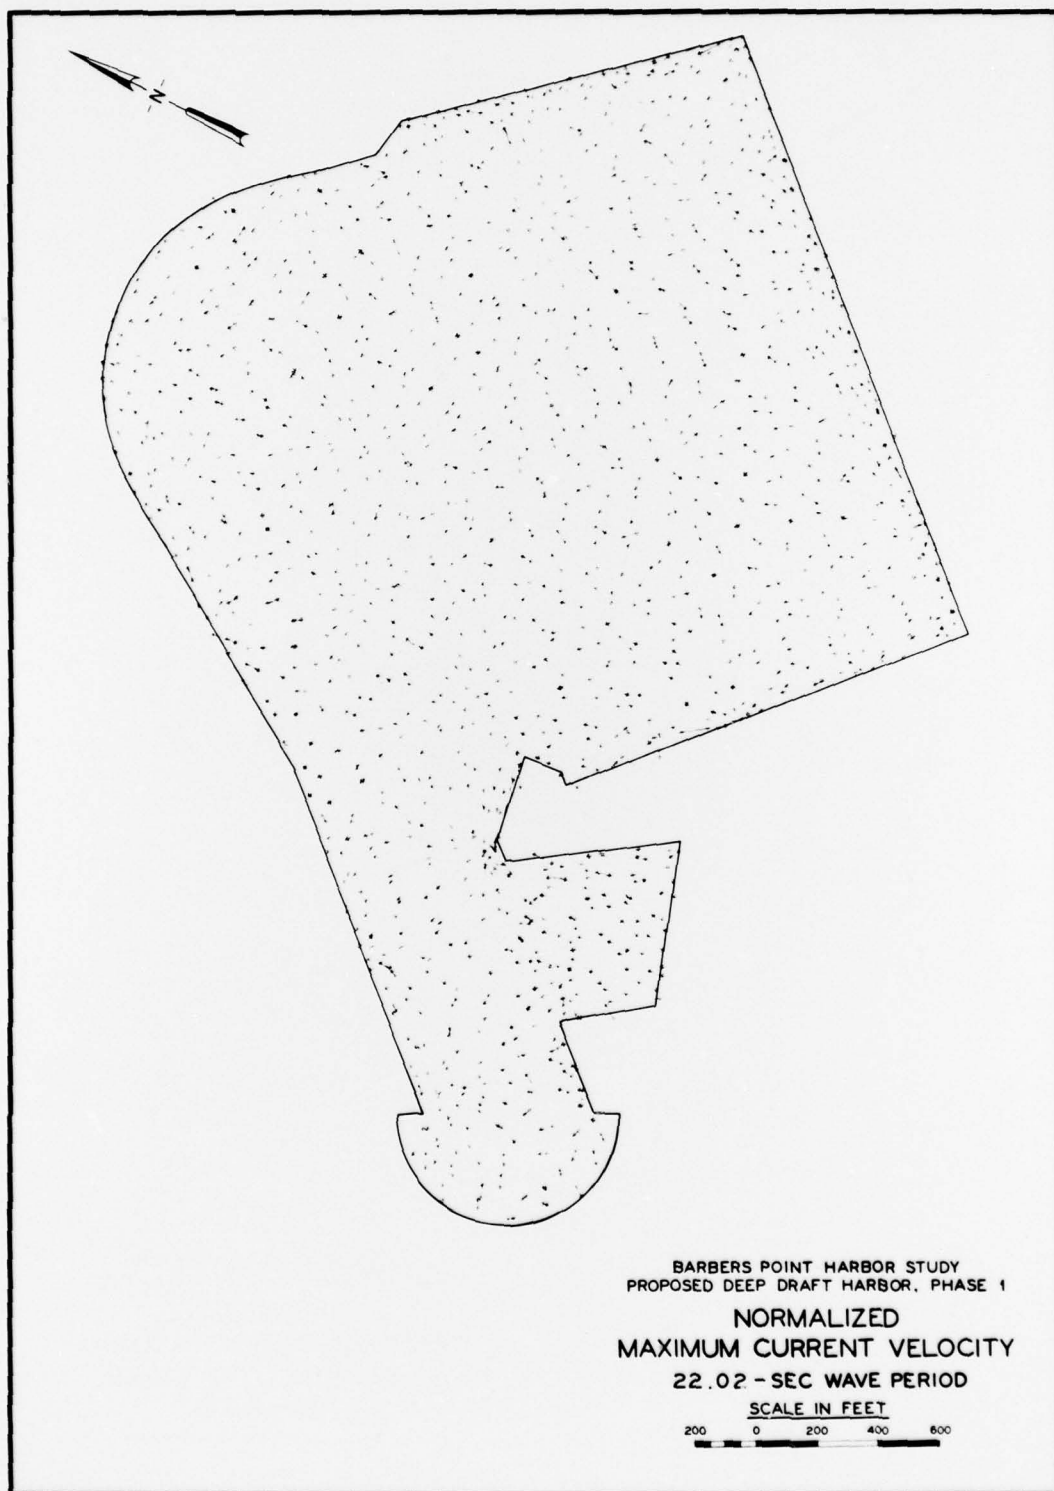 N
BARBERS POINT HARBOR STUDY
PROPOSED DEEP DRAFT HARBOR, PHASE 1
NORMALIZED
MAXIMUM CURRENT VELOCITY
22.02-SEC WAVE PERIOD
SCALE IN FEET
200 0 200 400 600